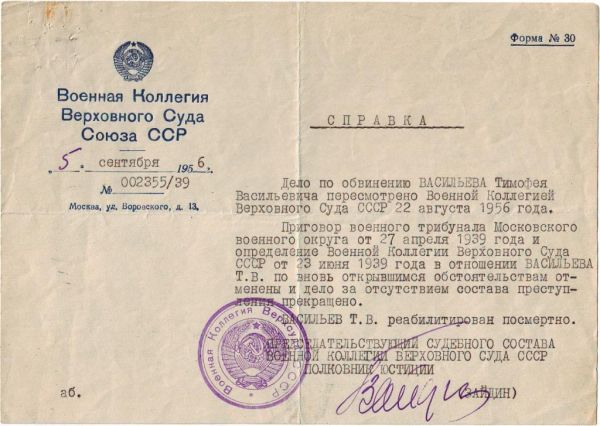 Форма № 30
Военная Коллегия
Верховного Суда
Союза ССР
„5“ сентября 1956 г.
№ 002355/39
Москва, ул. Воровского, д. 13.
СПРАВКА
Дело по обвинению ВАСИЛЬЕВА Тимофея
Васильевича пересмотрено Военной Коллегией
Верховного Суда СССР 22 августа 1956 года.
Приговор военного трибунала Московского
военного округа от 27 апреля 1939 года и
определение Военной Коллегии Верховного Суда
СССР от 23 июня 1939 года в отношении ВАСИЛЬЕВА
Т.В. по вновь открывшимся обстоятельствам от-
менены и дело за отсутствием состава преступ-
ления прекращено.
ВАСИЛЬЕВ Т.В. реабилитирован посмертно.
ПРЕДСЕДАТЕЛЬСТВУЮЩИЙ СУДЕБНОГО СОСТАВА
ВОЕННОЙ КОЛЛЕГИИ ВЕРХОВНОГО СУДА СССР
ПОЛКОВНИК ЮСТИЦИИ
(ЗАЙДИН)
Военная Коллегия Верхсуда СССР
аб.